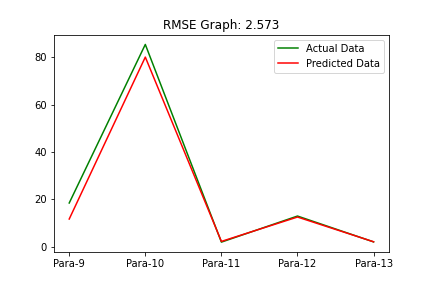 RMSE Graph: 2.573
Actual Data
Predicted Data
80
60
40
20
0
Para-9 Para-10 Para-11 Para-12 Para-13